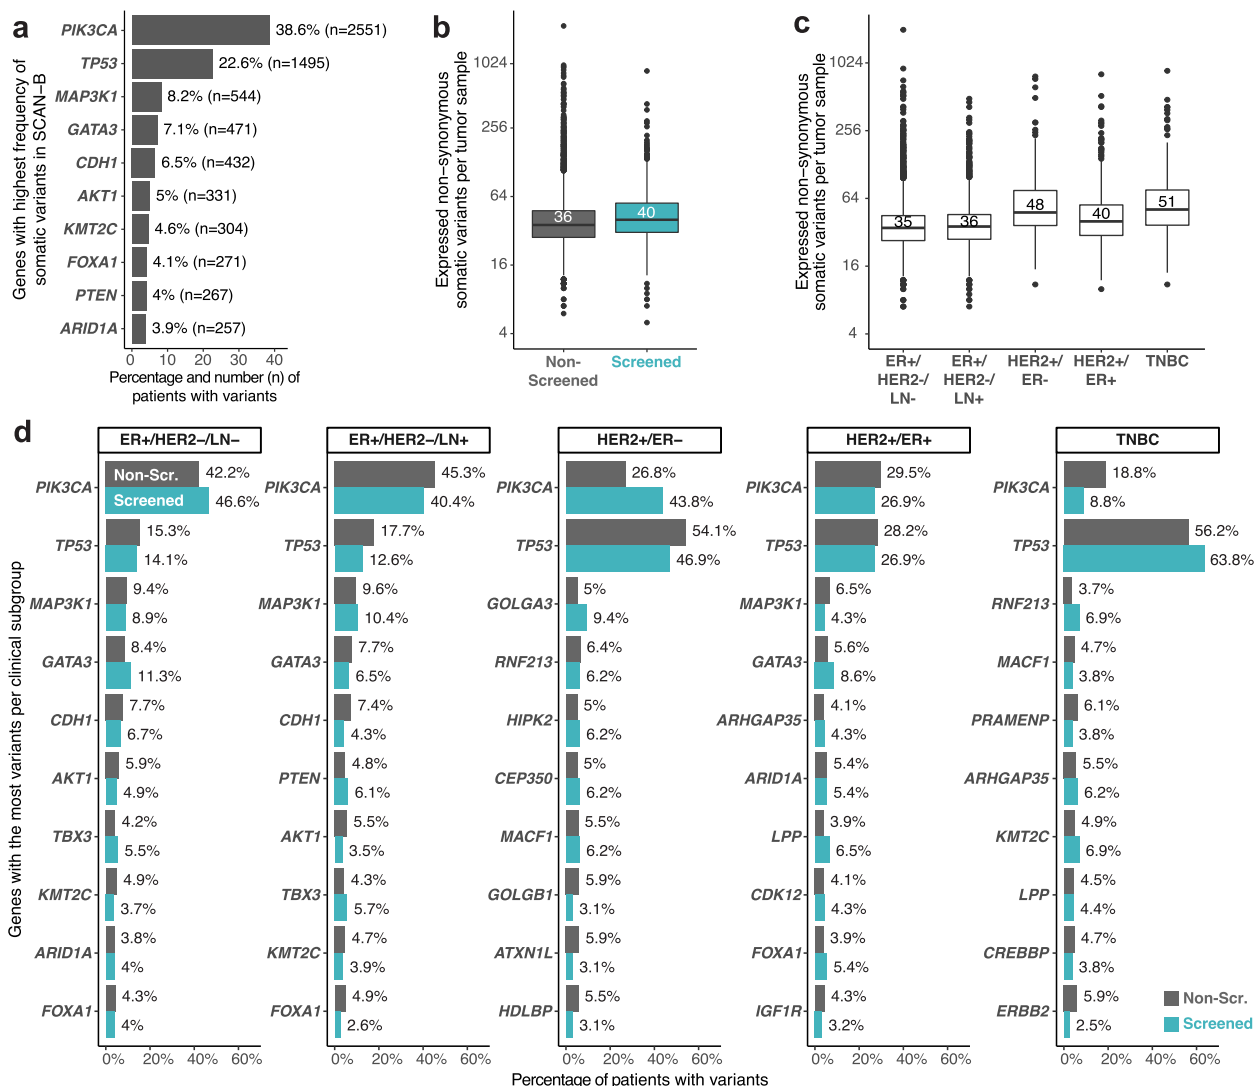 a
Genes with highest frequency of
somatic variants in SCAN−B
PIK3CA 38.6% (n=2551)
TP53 22.6% (n=1495)
MAP3K1 8.2% (n=544)
GATA3 7.1% (n=471)
CDH1 6.5% (n=432)
AKT1 5% (n=331)
KMT2C 4.6% (n=304)
FOXA1 4.1% (n=271)
PTEN 4% (n=267)
ARID1A 3.9% (n=257)
0 10 20 30 40
Percentage and number (n) of
patients with variants
b
Expressed non−synonymous
somatic variants per tumor sample
1024
256
64
16
4
36 40
Non-
Screened
Screened
c
Expressed non−synonymous
somatic variants per tumor sample
1024
256
64
16
4
35 36 48 40 51
ER+/
HER2-/
LN-
ER+/
HER2-/
LN+
HER2+/
ER-
HER2+/
ER+
TNBC
d
Genes with the most variants per clinical subgroup
ER+/HER2−/LN−
PIK3CA Non-Scr. 42.2%
Screened 46.6%
TP53 15.3%
14.1%
MAP3K1 9.4%
8.9%
GATA3 8.4%
11.3%
CDH1 7.7%
6.7%
AKT1 5.9%
4.9%
TBX3 4.2%
5.5%
KMT2C 4.9%
3.7%
ARID1A 3.8%
4%
FOXA1 4.3%
4%
0% 20% 40% 60%
ER+/HER2−/LN+
PIK3CA 45.3%
40.4%
TP53 17.7%
12.6%
MAP3K1 9.6%
10.4%
GATA3 7.7%
6.5%
CDH1 7.4%
4.3%
PTEN 4.8%
6.1%
AKT1 5.5%
3.5%
TBX3 4.3%
5.7%
KMT2C 4.7%
3.9%
FOXA1 4.9%
2.6%
0% 20% 40% 60%
HER2+/ER−
PIK3CA 26.8%
43.8%
TP53 54.1%
46.9%
GOLGA3 5%
9.4%
RNF213 6.4%
6.2%
HIPK2 5%
6.2%
CEP350 5%
6.2%
MACF1 5.5%
6.2%
GOLGB1 5.9%
3.1%
ATXN1L 5.9%
3.1%
HDLBP 5.5%
3.1%
0% 20% 40% 60%
HER2+/ER+
PIK3CA 29.5%
26.9%
TP53 28.2%
26.9%
MAP3K1 6.5%
4.3%
GATA3 5.6%
8.6%
ARHGAP35 4.1%
4.3%
ARID1A 5.4%
5.4%
LPP 3.9%
6.5%
CDK12 4.1%
4.3%
FOXA1 3.9%
5.4%
IGF1R 4.3%
3.2%
0% 20% 40% 60%
TNBC
PIK3CA 18.8%
8.8%
TP53 56.2%
63.8%
RNF213 3.7%
6.9%
MACF1 4.7%
3.8%
PRAMENP 6.1%
3.8%
ARHGAP35 5.5%
6.2%
KMT2C 4.9%
6.9%
LPP 4.5%
4.4%
CREBBP 4.7%
3.8%
ERBB2 5.9%
2.5%
0% 20% 40% 60%
Non-Scr.
Screened
Percentage of patients with variants